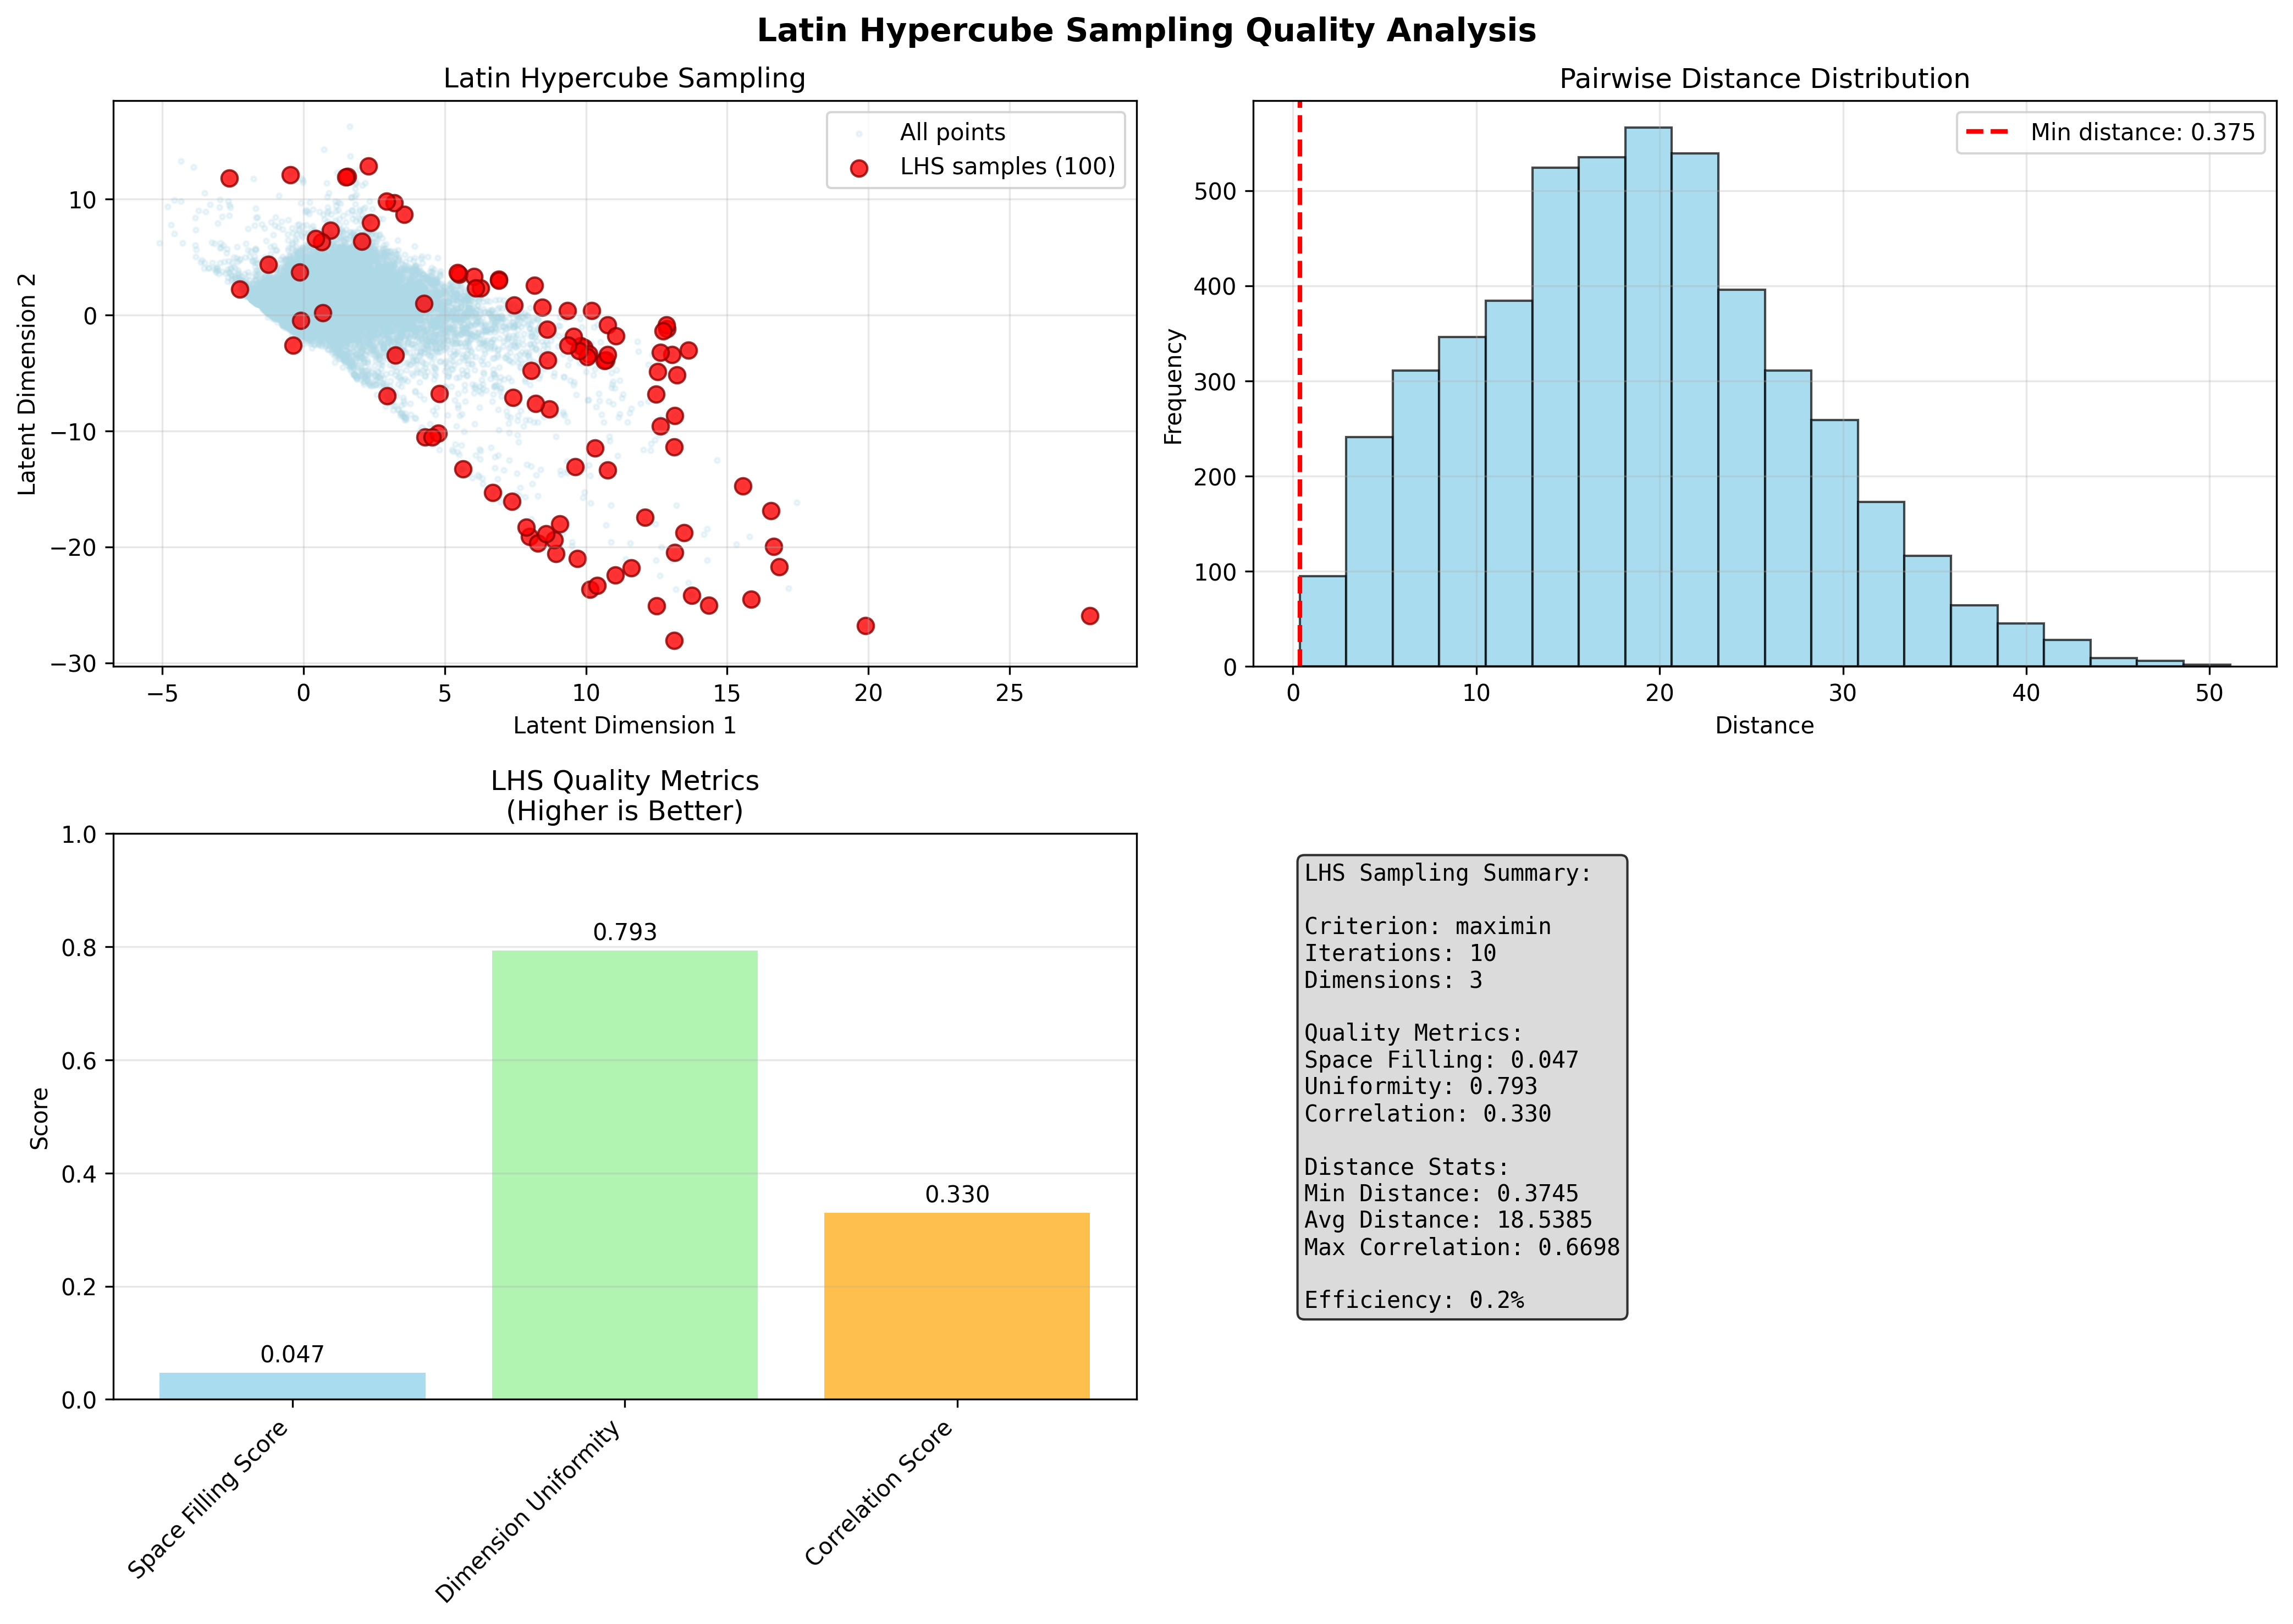 Latin Hypercube Sampling Quality Analysis
Latin Hypercube Sampling
All points
LHS samples (100)
10
0
−10
−20
−30
Latent Dimension 2
−5
0
5
10
15
20
25
Latent Dimension 1
Pairwise Distance Distribution
Min distance: 0.375
500
400
300
200
100
0
Frequency
0
10
20
30
40
50
Distance
LHS Quality Metrics
(Higher is Better)
1.0
0.8
0.6
0.4
0.2
0.0
Score
0.047
0.793
0.330
Space Filling Score
Dimension Uniformity
Correlation Score
LHS Sampling Summary:
Criterion: maximin
Iterations: 10
Dimensions: 3
Quality Metrics:
Space Filling: 0.047
Uniformity: 0.793
Correlation: 0.330
Distance Stats:
Min Distance: 0.3745
Avg Distance: 18.5385
Max Correlation: 0.6698
Efficiency: 0.2%